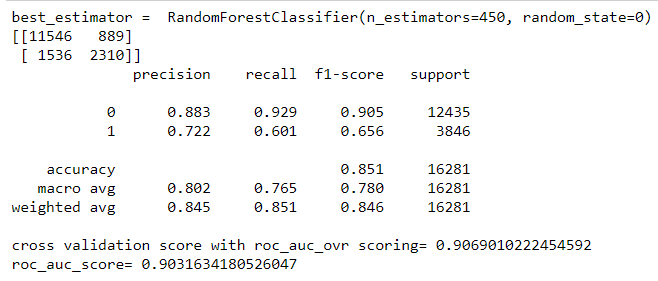 best_estimator =  RandomForestClassifier(n_estimators=450, random_state=0)
[[11546   889]
 [ 1536  2310]]
              precision    recall  f1-score   support

           0      0.883     0.929     0.905     12435
           1      0.722     0.601     0.656      3846

    accuracy                          0.851     16281
   macro avg      0.802     0.765     0.780     16281
weighted avg      0.845     0.851     0.846     16281

cross validation score with roc_auc_ovr scoring= 0.9069010222454592
roc_auc_score= 0.9031634180526047